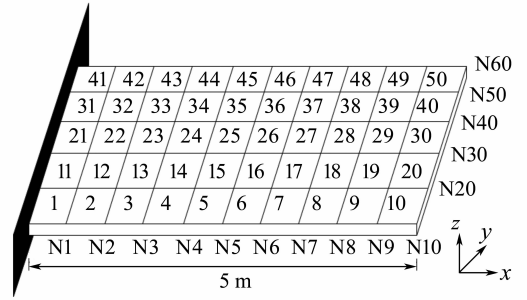 41 42 43 44 45 46 47 48 49 50 N60
31 32 33 34 35 36 37 38 39 40 N50
21 22 23 24 25 26 27 28 29 30 N40
11 12 13 14 15 16 17 18 19 20 N30
1 2 3 4 5 6 7 8 9 10 N20
N1 N2 N3 N4 N5 N6 N7 N8 N9 N10
z y
x
5 m